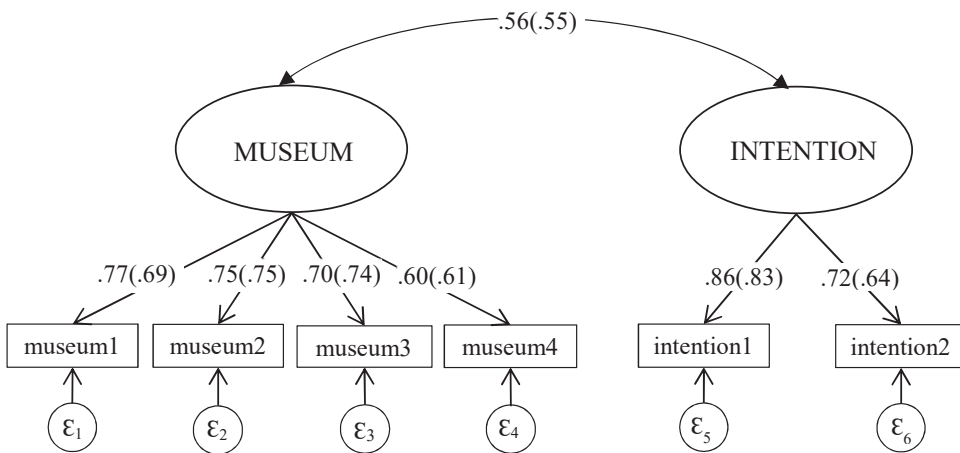 .56(.55)
MUSEUM INTENTION
.77(.69) .75(.75) .70(.74) .60(.61) .86(.83) .72(.64)
museum1 museum2 museum3 museum4 intention1 intention2
ε1 ε2 ε3 ε4 ε5 ε6